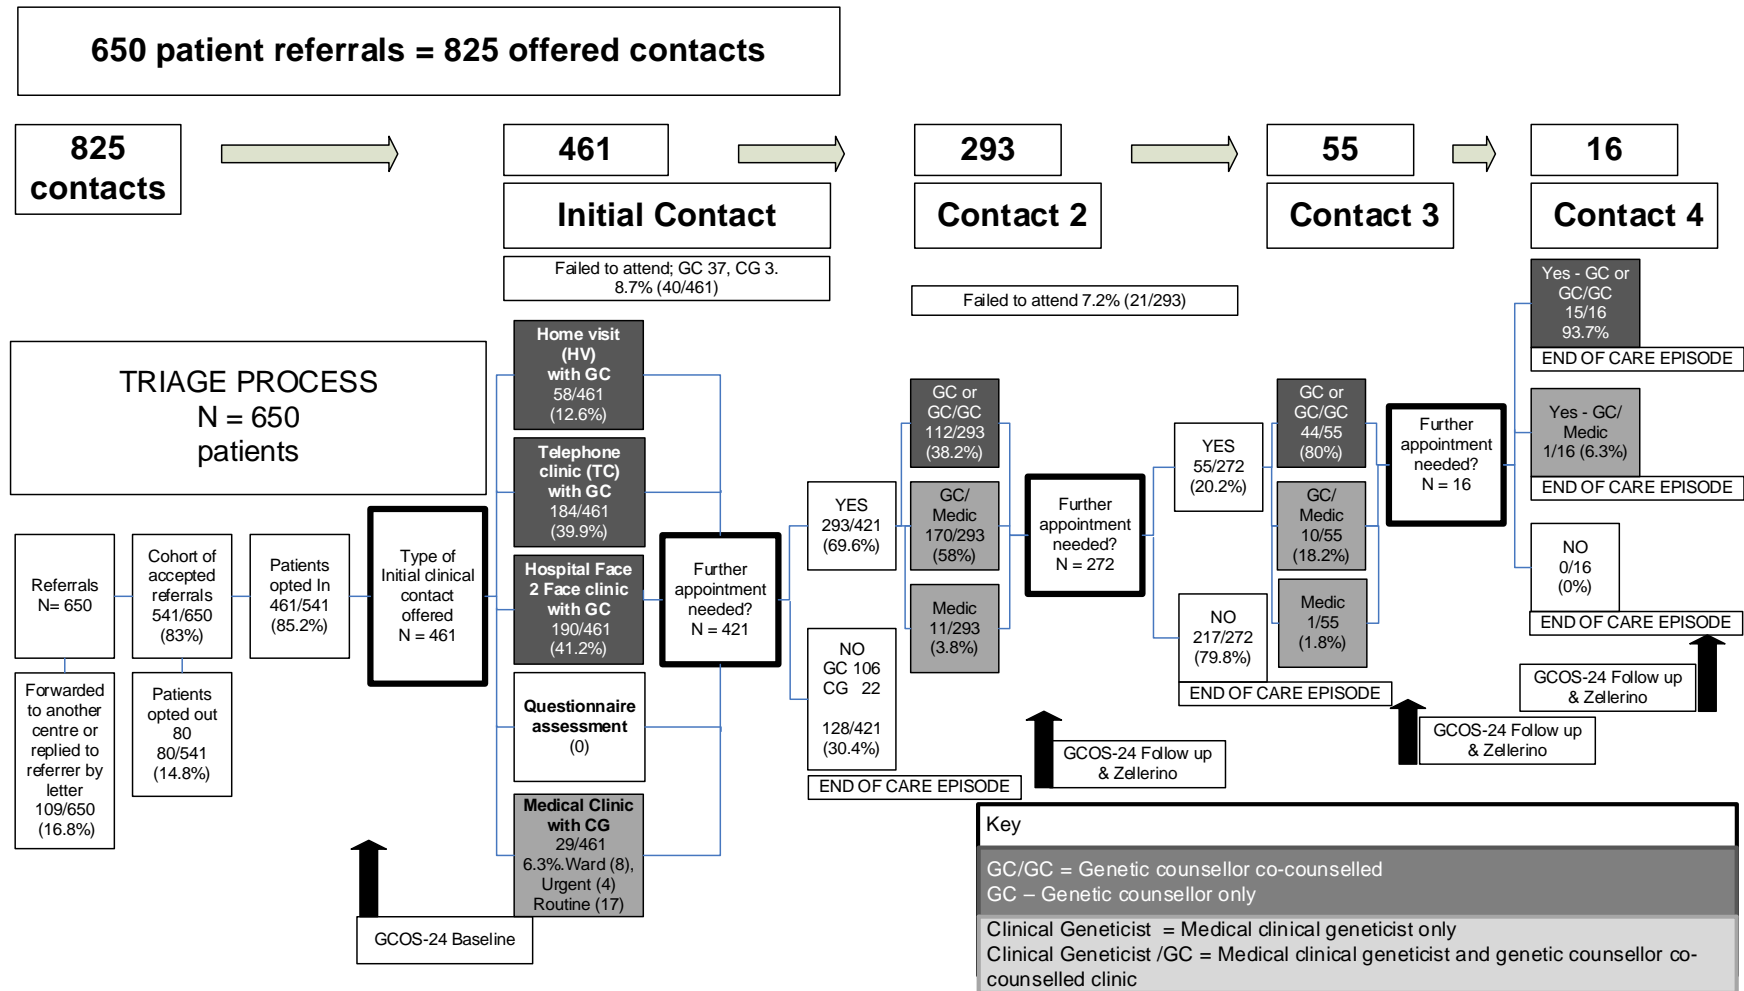 650 patient referrals = 825 offered contacts
825
contacts
461
293
55
16
Initial Contact
Contact 2
Contact 3
Contact 4
Failed to attend; GC 37, CG 3.
8.7% (40/461)
Failed to attend 7.2% (21/293)
TRIAGE PROCESS
N = 650
patients
Referrals
N= 650
Forwarded
to another
centre or
replied to
referrer by
letter
109/650
(16.8%)
Cohort of
accepted
referrals
541/650
(83%)
Patients
opted out
80
80/541
(14.8%)
Patients
opted In
461/541
(85.2%)
Type of
Initial clinical
contact
offered
N = 461
GCOS-24 Baseline
Home visit
(HV)
with GC
58/461
(12.6%)
Telephone
clinic (TC)
with GC
184/461
(39.9%)
Hospital Face
2 Face clinic
with GC
190/461
(41.2%)
Questionnaire
assessment
(0)
Medical Clinic
with CG
29/461
6.3%.Ward (8),
Urgent (4)
Routine (17)
Further
appointment
needed?
N = 421
YES
293/421
(69.6%)
NO
GC 106
CG 22
128/421
(30.4%)
END OF CARE EPISODE
GC or
GC/GC
112/293
(38.2%)
GC/
Medic
170/293
(58%)
Medic
11/293
(3.8%)
Further
appointment
needed?
N = 272
GCOS-24 Follow up
& Zellerino
YES
55/272
(20.2%)
NO
217/272
(79.8%)
END OF CARE EPISODE
GC or
GC/GC
44/55
(80%)
GC/
Medic
10/55
(18.2%)
Medic
1/55
(1.8%)
Further
appointment
needed?
N = 16
GCOS-24 Follow up
& Zellerino
Yes - GC or
GC/GC
15/16
93.7%
END OF CARE EPISODE
Yes - GC/
Medic
1/16 (6.3%)
END OF CARE EPISODE
NO
0/16
(0%)
END OF CARE EPISODE
GCOS-24 Follow up
& Zellerino
Key
GC/GC = Genetic counsellor co-counselled
GC – Genetic counsellor only
Clinical Geneticist = Medical clinical geneticist only
Clinical Geneticist /GC = Medical clinical geneticist and genetic counsellor co-
counselled clinic